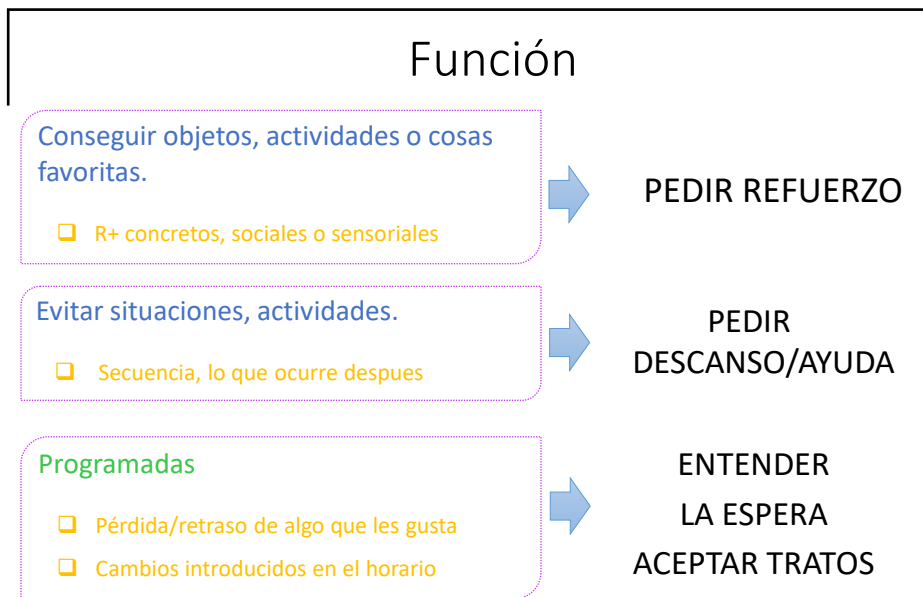 Función
Conseguir objetos, actividades o cosas
favoritas.
R+ concretos, sociales o sensoriales
PEDIR REFUERZO
Evitar situaciones, actividades.
Secuencia, lo que ocurre despues
PEDIR
DESCANSO/AYUDA
Programadas
Pérdida/retraso de algo que les gusta
Cambios introducidos en el horario
ENTENDER
LA ESPERA
ACEPTAR TRATOS